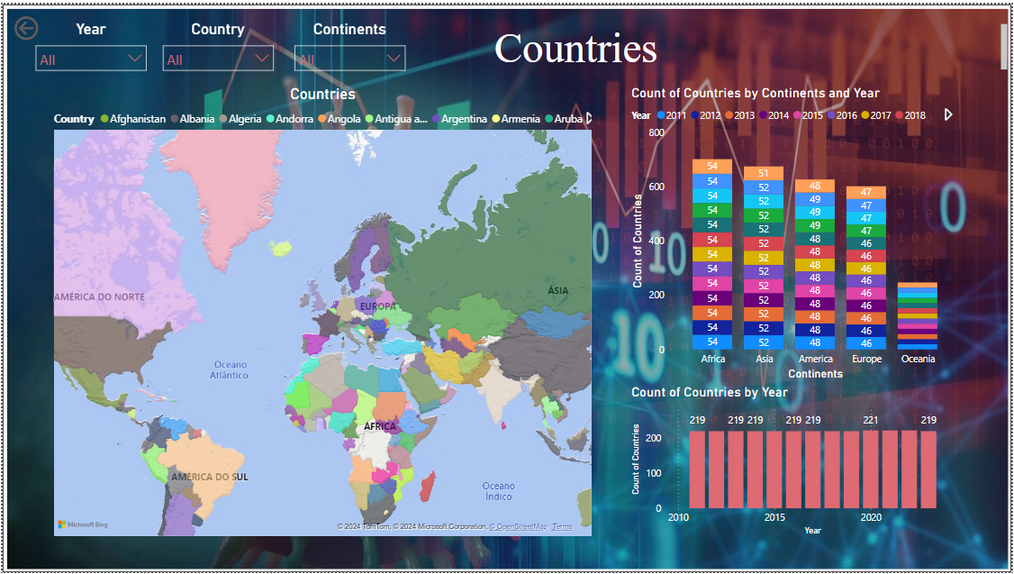 Year
Country
Continents
All
All
All
Countries
Countries
Country Afghanistan Albania Algeria Andorra Angola Antigua a... Argentina Armenia Aruba
AMÉRICA DO NORTE
EUROPA
ÁSIA
Oceano
Atlântico
ÁFRICA
AMÉRICA DO SUL
Oceano
Índico
Microsoft Bing
© 2024 TomTom, © 2024 Microsoft Corporation, © OpenStreetMap Terms
Count of Countries by Continents and Year
Year 2011 2012 2013 2014 2015 2016 2017 2018
Count of Countries
800
600
400
200
0
54 51 48 47
54 52 49 47
54 52 49 47
54 52 49 47
54 52 48 46
54 52 48 46
54 52 48 46
54 52 48 46
54 52 48 46
54 52 48 46
54 52 48 46
54 52 48 46
54 52 48 46
Africa Asia America Europe Oceania
Continents
Count of Countries by Year
Count of Countries
200
100
0
219 219 219 219 219 221 219
2010 2015 2020
Year